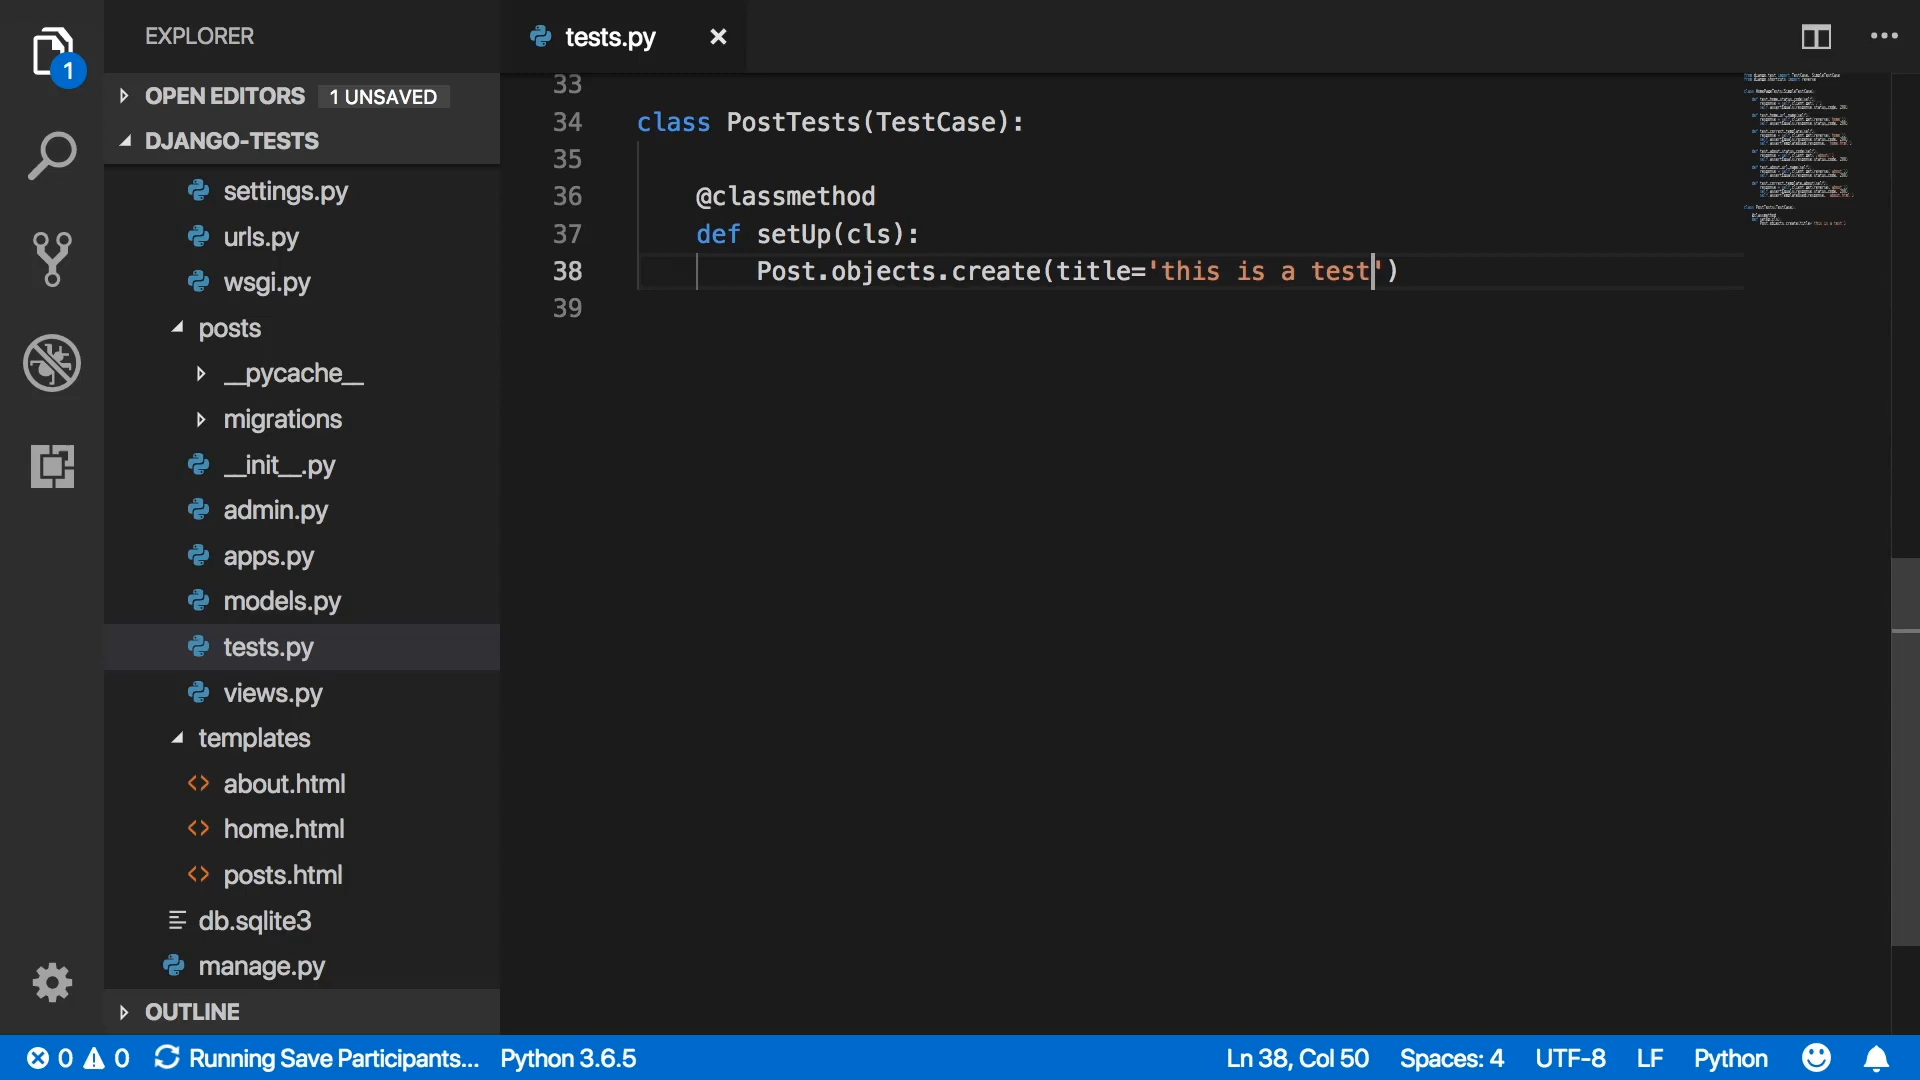 EXPLORER
1
OPEN EDITORS 1 UNSAVED
DJANGO-TESTS
settings.py
urls.py
wsgi.py
posts
__pycache__
migrations
__init__.py
admin.py
apps.py
models.py
tests.py
views.py
templates
about.html
home.html
posts.html
db.sqlite3
manage.py
OUTLINE
tests.py
33
34 class PostTests(TestCase):
35
36 @classmethod
37 def setUp(cls):
38 Post.objects.create(title='this is a test')
39
0 0 Running Save Participants... Python 3.6.5 Ln 38, Col 50 Spaces: 4 UTF-8 LF Python